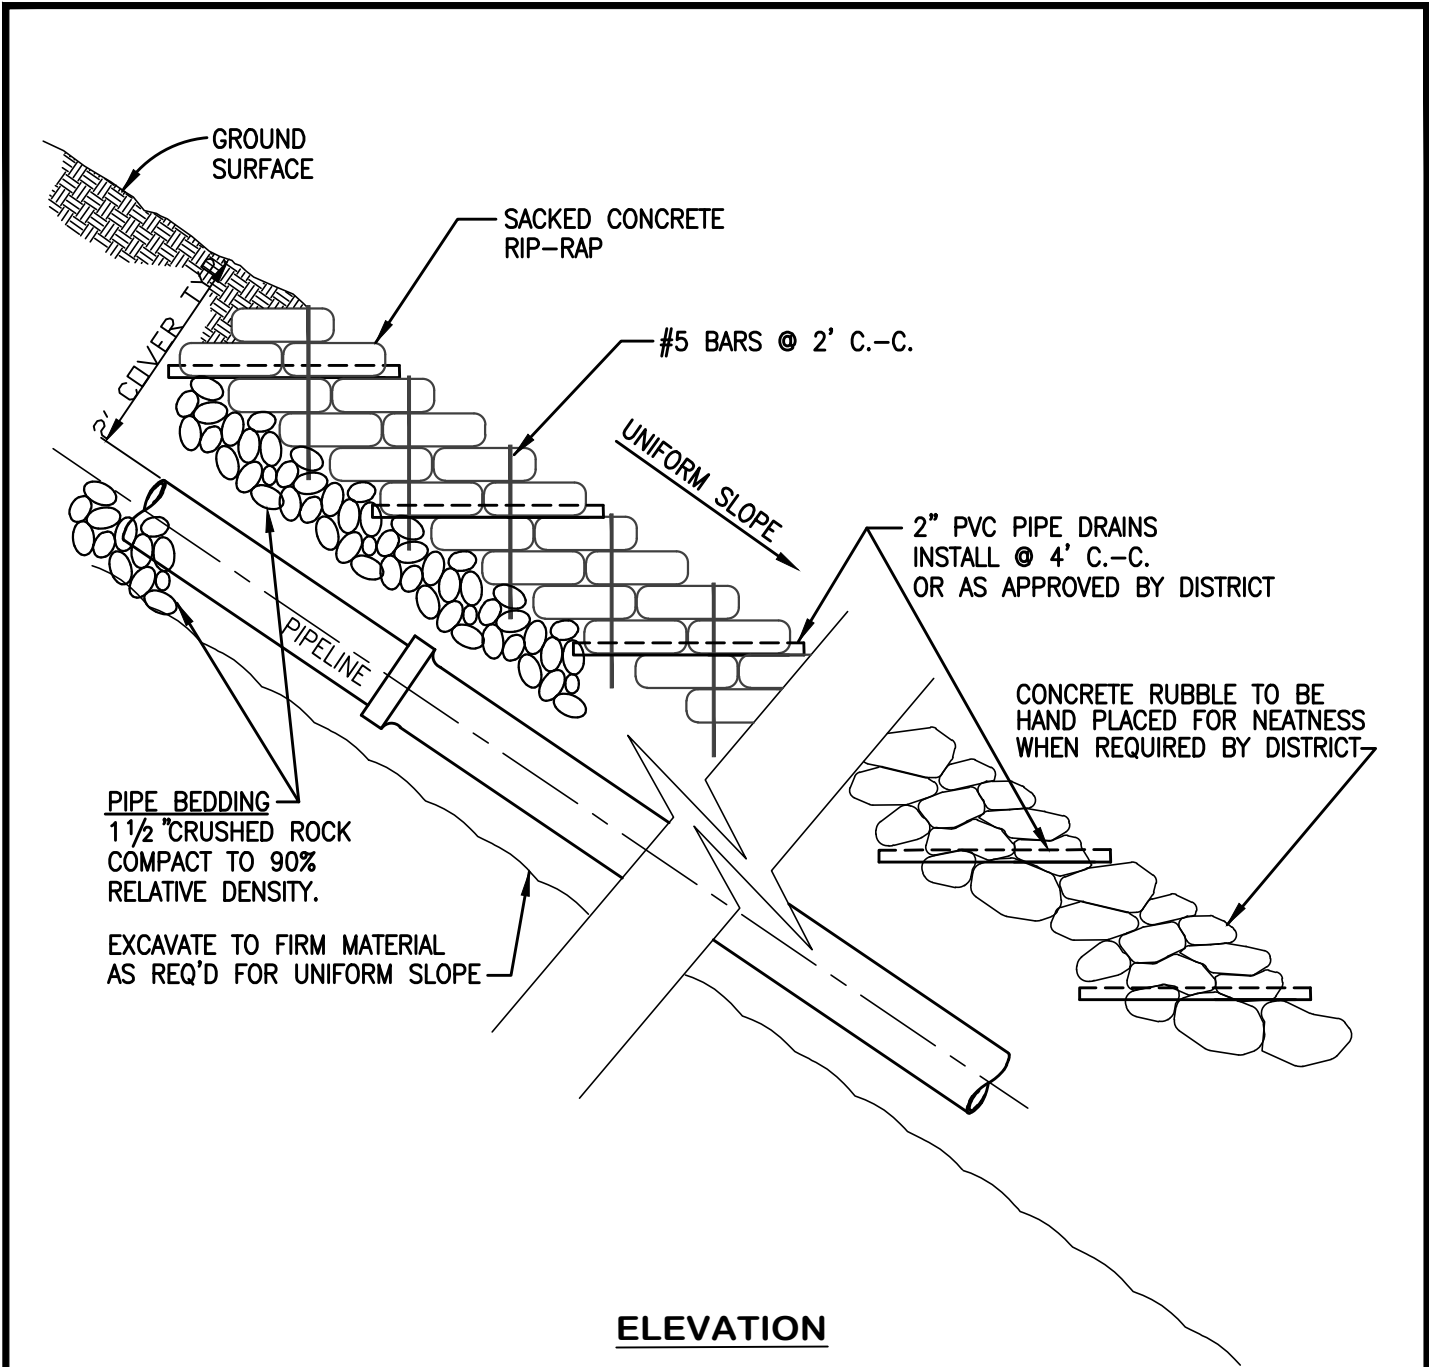 GROUND
SURFACE
SACKED CONCRETE
RIP-RAP
#5 BARS @ 2' C.-C.
2' COVER TYP
UNIFORM SLOPE
2" PVC PIPE DRAINS
INSTALL @ 4' C.-C.
OR AS APPROVED BY DISTRICT
PIPELINE
CONCRETE RUBBLE TO BE
HAND PLACED FOR NEATNESS
WHEN REQUIRED BY DISTRICT
PIPE BEDDING
1 1/2 "CRUSHED ROCK
COMPACT TO 90%
RELATIVE DENSITY.
EXCAVATE TO FIRM MATERIAL
AS REQ'D FOR UNIFORM SLOPE
ELEVATION